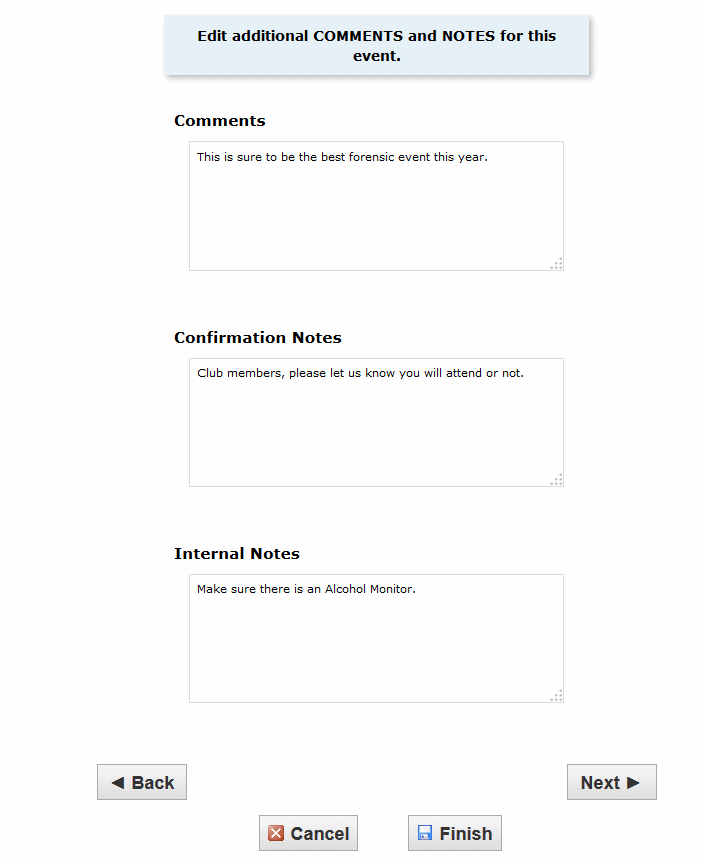 Edit additional COMMENTS and NOTES for this
event.
Comments
This is sure to be the best forensic event this year.
Confirmation Notes
Club members, please let us know you will attend or not.
Internal Notes
Make sure there is an Alcohol Monitor.
◄ Back
Next ►
Cancel
Finish